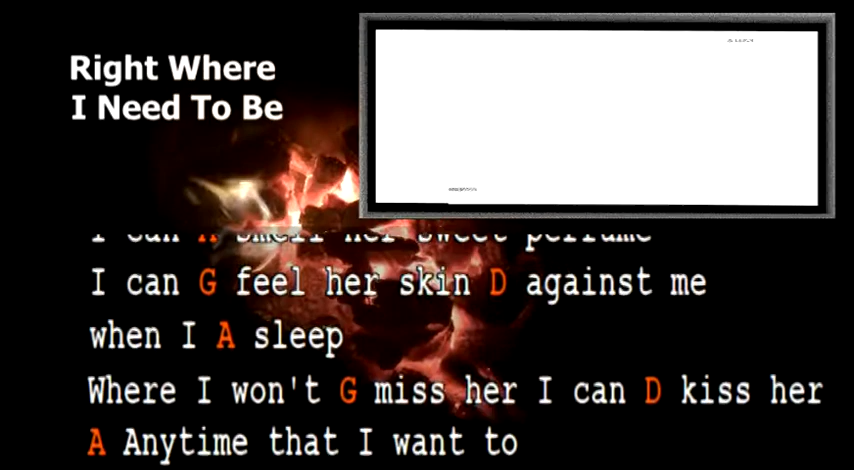 Right Where
I Need To Be
I can A smell her sweet perfume
I can G feel her skin D against me
when I A sleep
Where I won't G miss her I can D kiss her
A Anytime that I want to